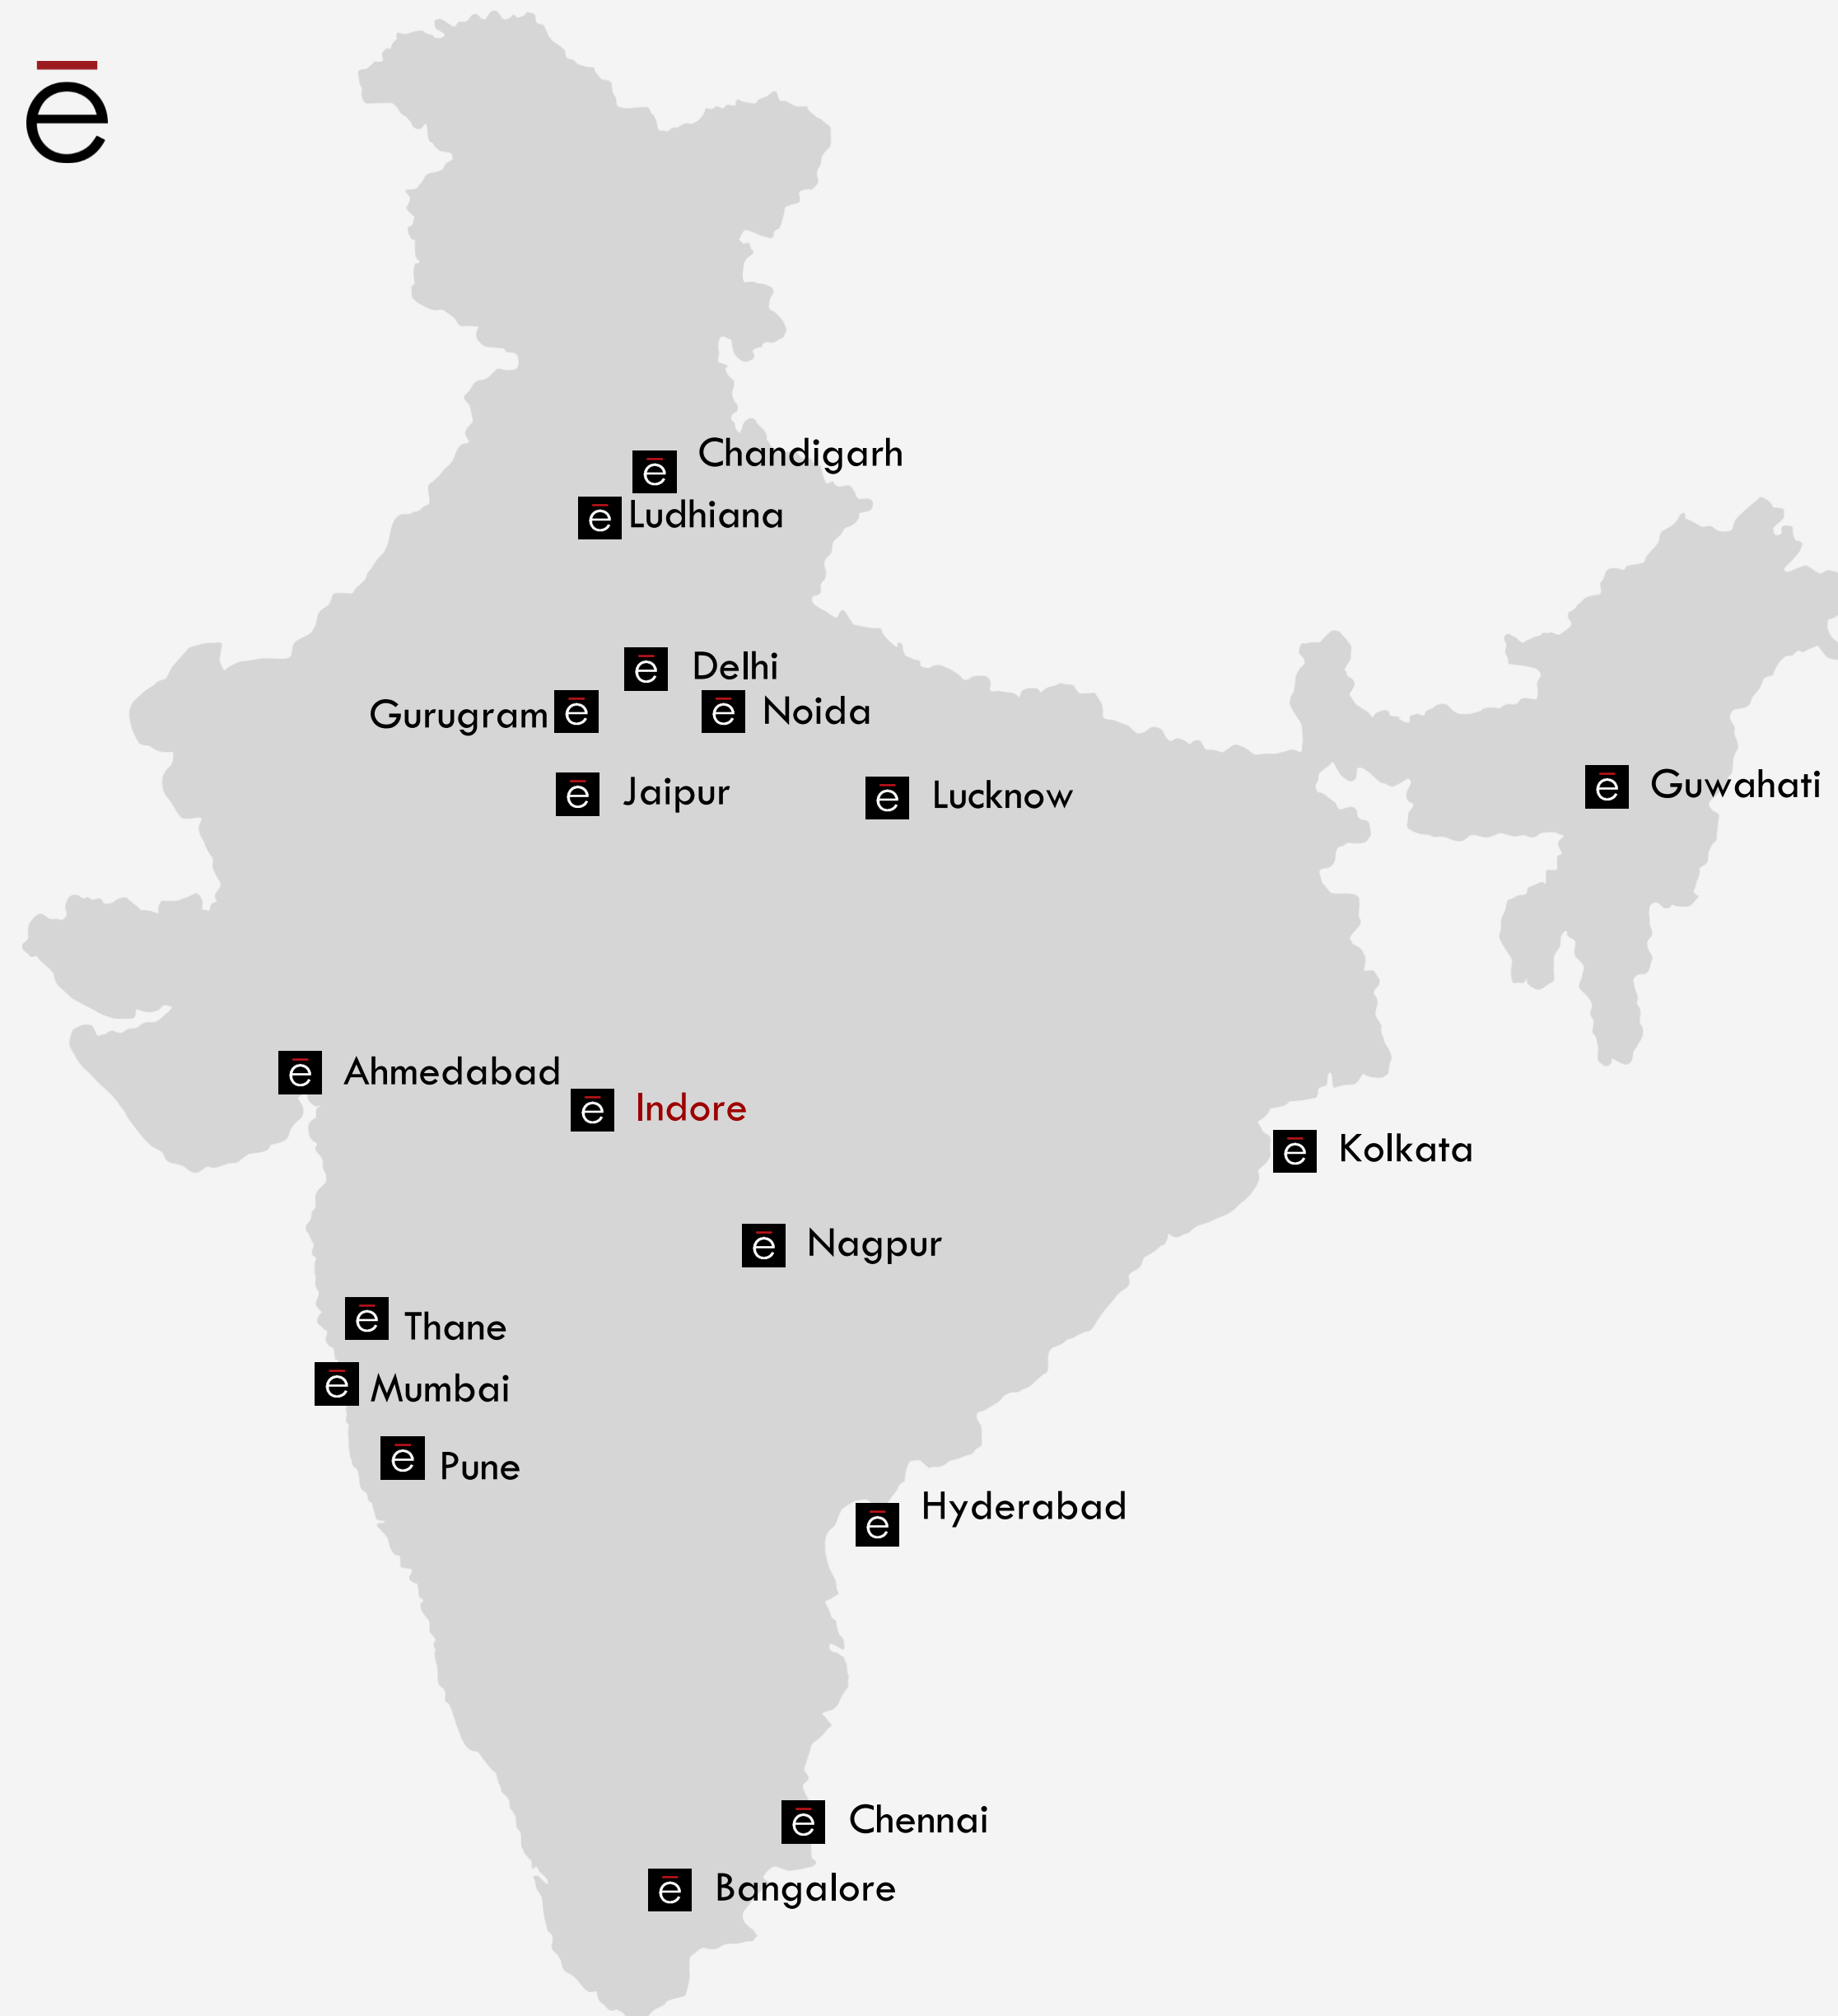 ē
Chandigarh
Ludhiana
Delhi
Gurugram
Noida
Jaipur
Lucknow
Guwahati
Ahmedabad
Indore
Kolkata
Nagpur
Thane
Mumbai
Pune
Hyderabad
Chennai
Bangalore